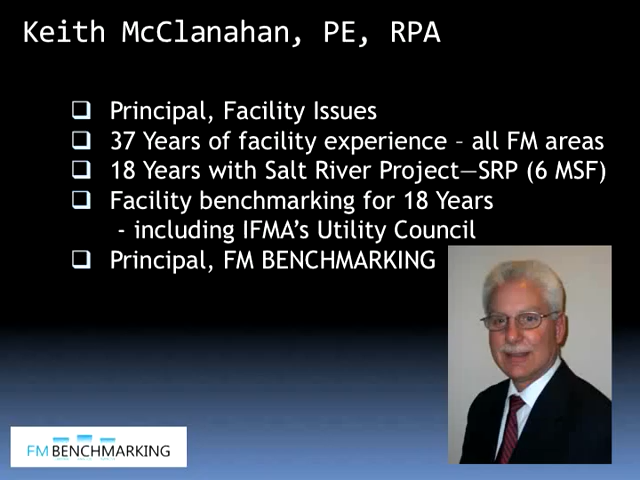 Keith McClanahan, PE, RPA
❑ Principal, Facility Issues
❑ 37 Years of facility experience – all FM areas
❑ 18 Years with Salt River Project—SRP (6 MSF)
❑ Facility benchmarking for 18 Years
- including IFMA's Utility Council
❑ Principal, FM BENCHMARKING
FM BENCHMARKING